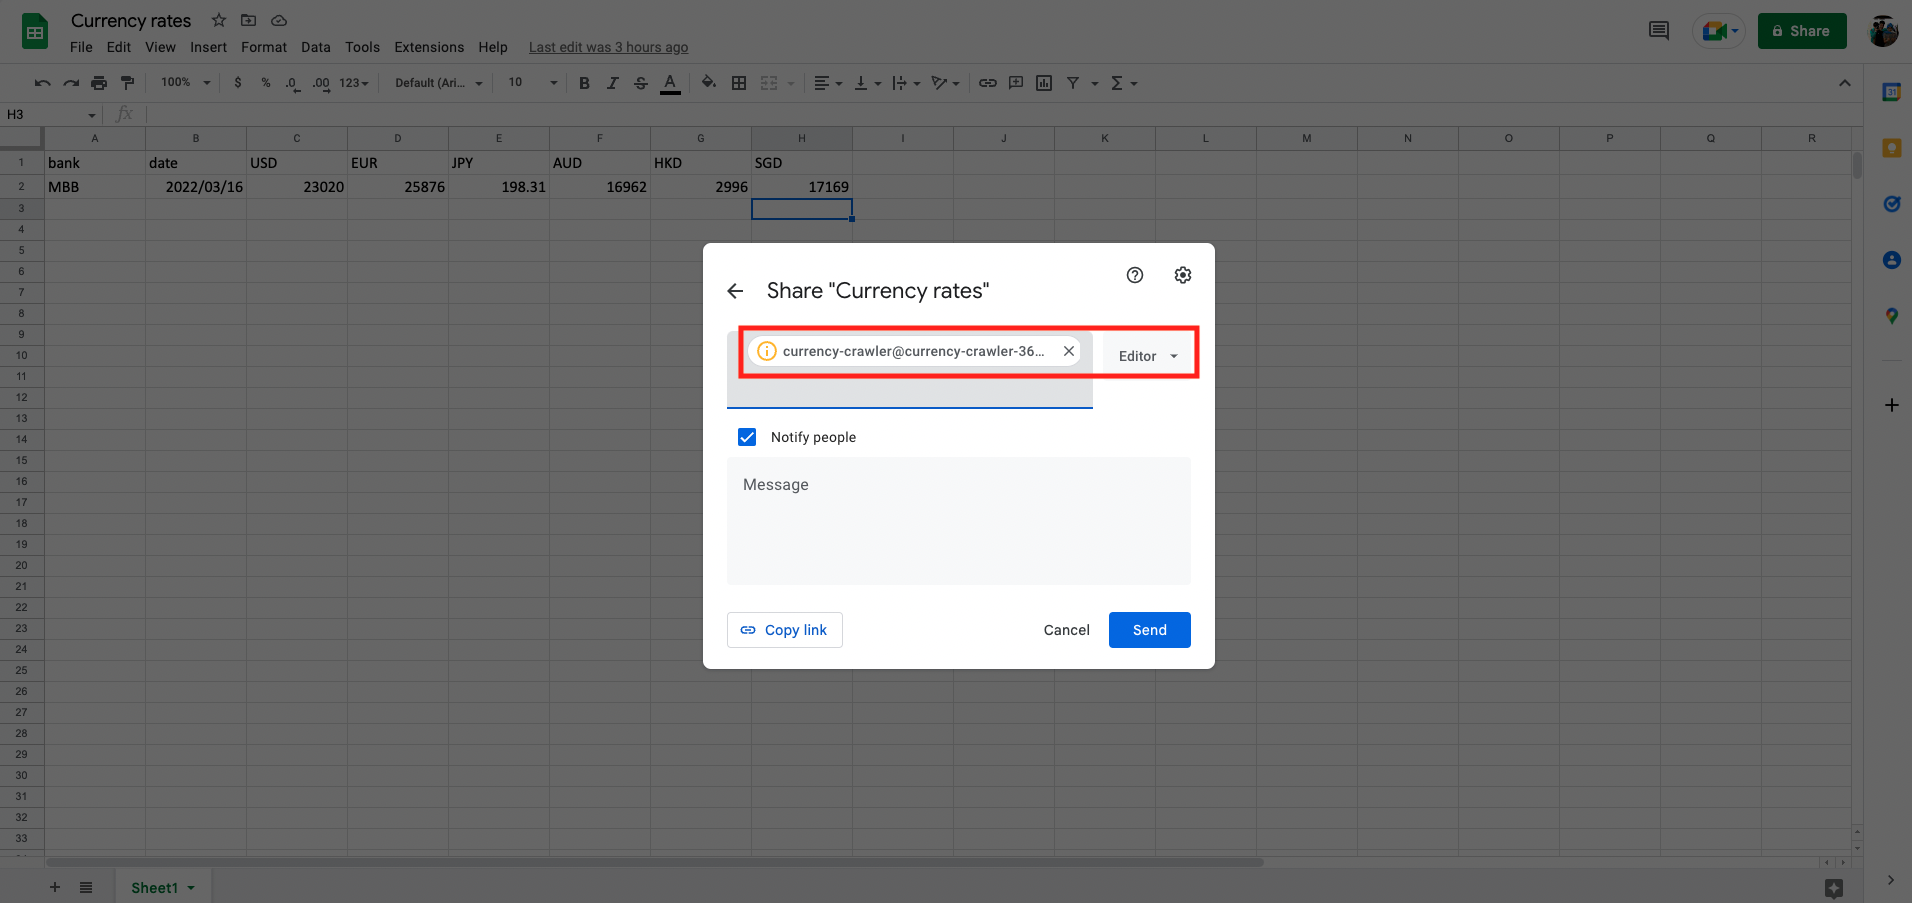 Currency rates
File Edit View Insert Format Data Tools Extensions Help Last edit was 3 hours ago
Share
100% $ % .0 .00 123 Default (Ari... 10 B I S A Σ
31
H3 fx
A B C D E F G H I J K L M N O P Q R
1 bank date USD EUR JPY AUD HKD SGD
2 MBB 2022/03/16 23020 25876 198.31 16962 2996 17169
3
4
5
6
7
8
9
10
11
12
13
14
15
16
17
18
19
20
21
22
23
24
25
26
27
28
29
30
31
32
33
Share "Currency rates"
currency-crawler@currency-crawler-36... Editor
Notify people
Message
Copy link Cancel Send
Sheet1